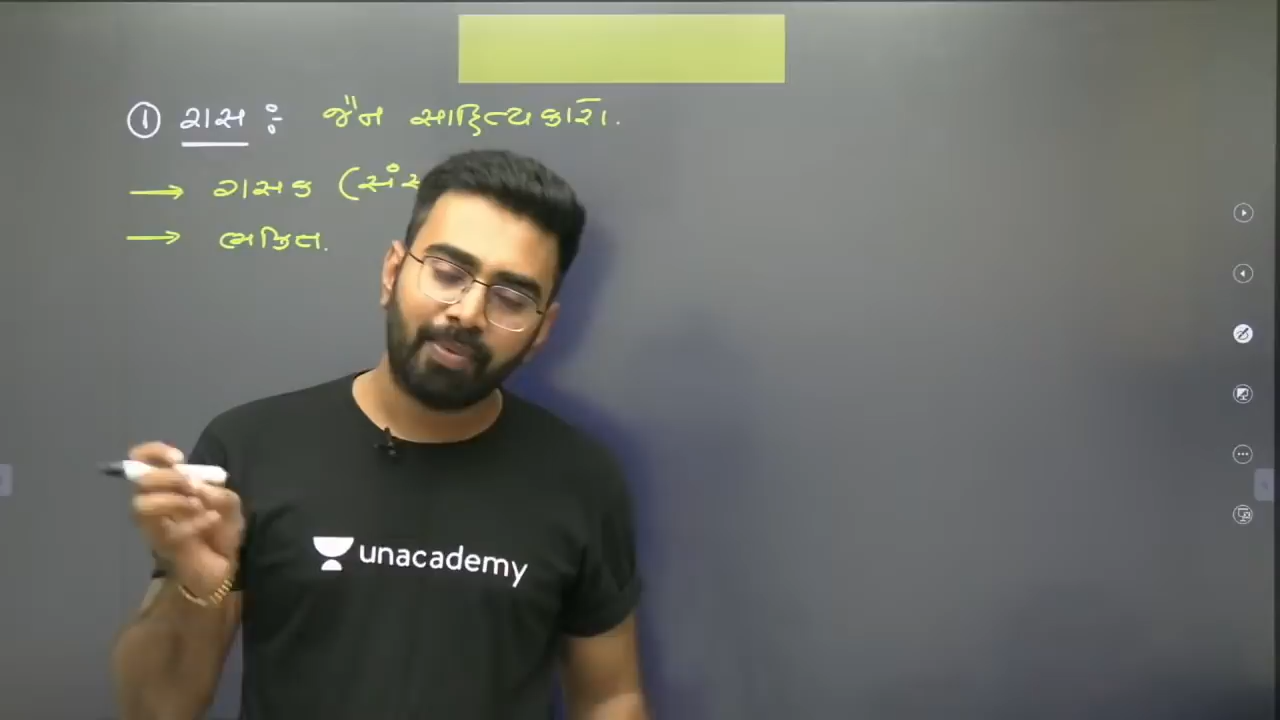 ① રાસ ઃ- જૈન સાહિત્યકારો.
→ રાસક (સંસ
→ ભક્તિ.
unacademy